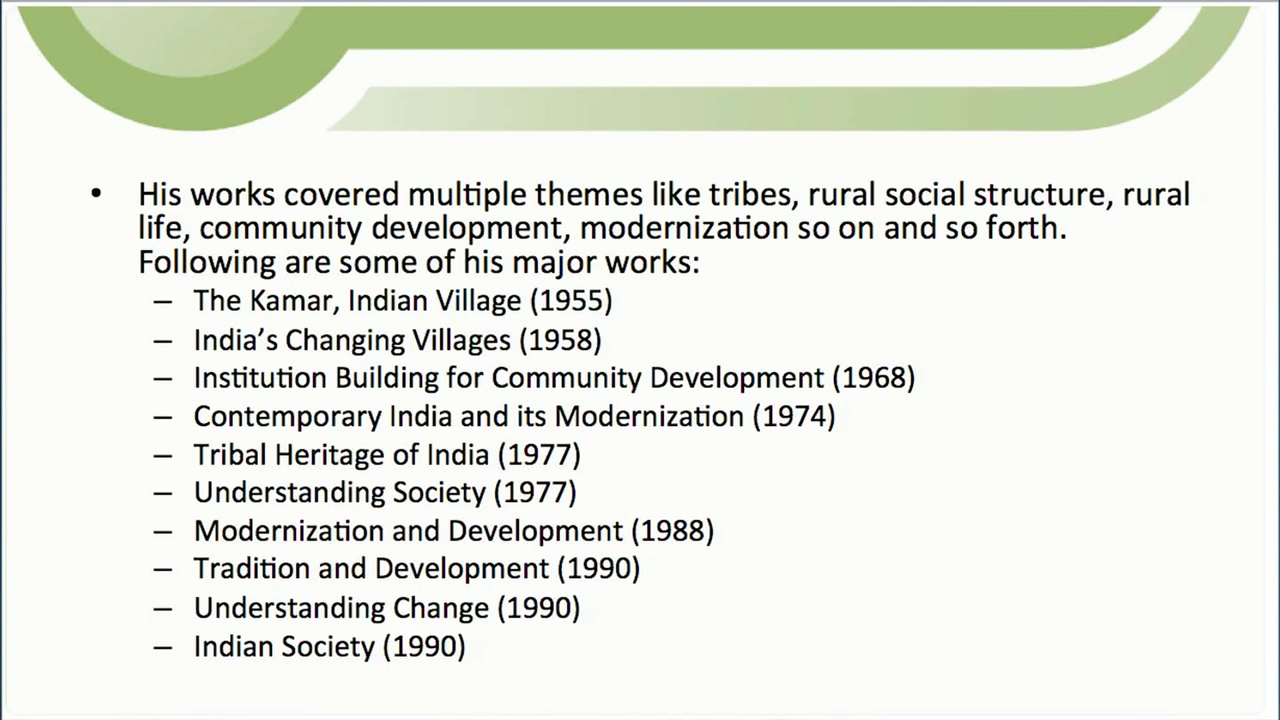 • His works covered multiple themes like tribes, rural social structure, rural
life, community development, modernization so on and so forth.
Following are some of his major works:
– The Kamar, Indian Village (1955)
– India’s Changing Villages (1958)
– Institution Building for Community Development (1968)
– Contemporary India and its Modernization (1974)
– Tribal Heritage of India (1977)
– Understanding Society (1977)
– Modernization and Development (1988)
– Tradition and Development (1990)
– Understanding Change (1990)
– Indian Society (1990)